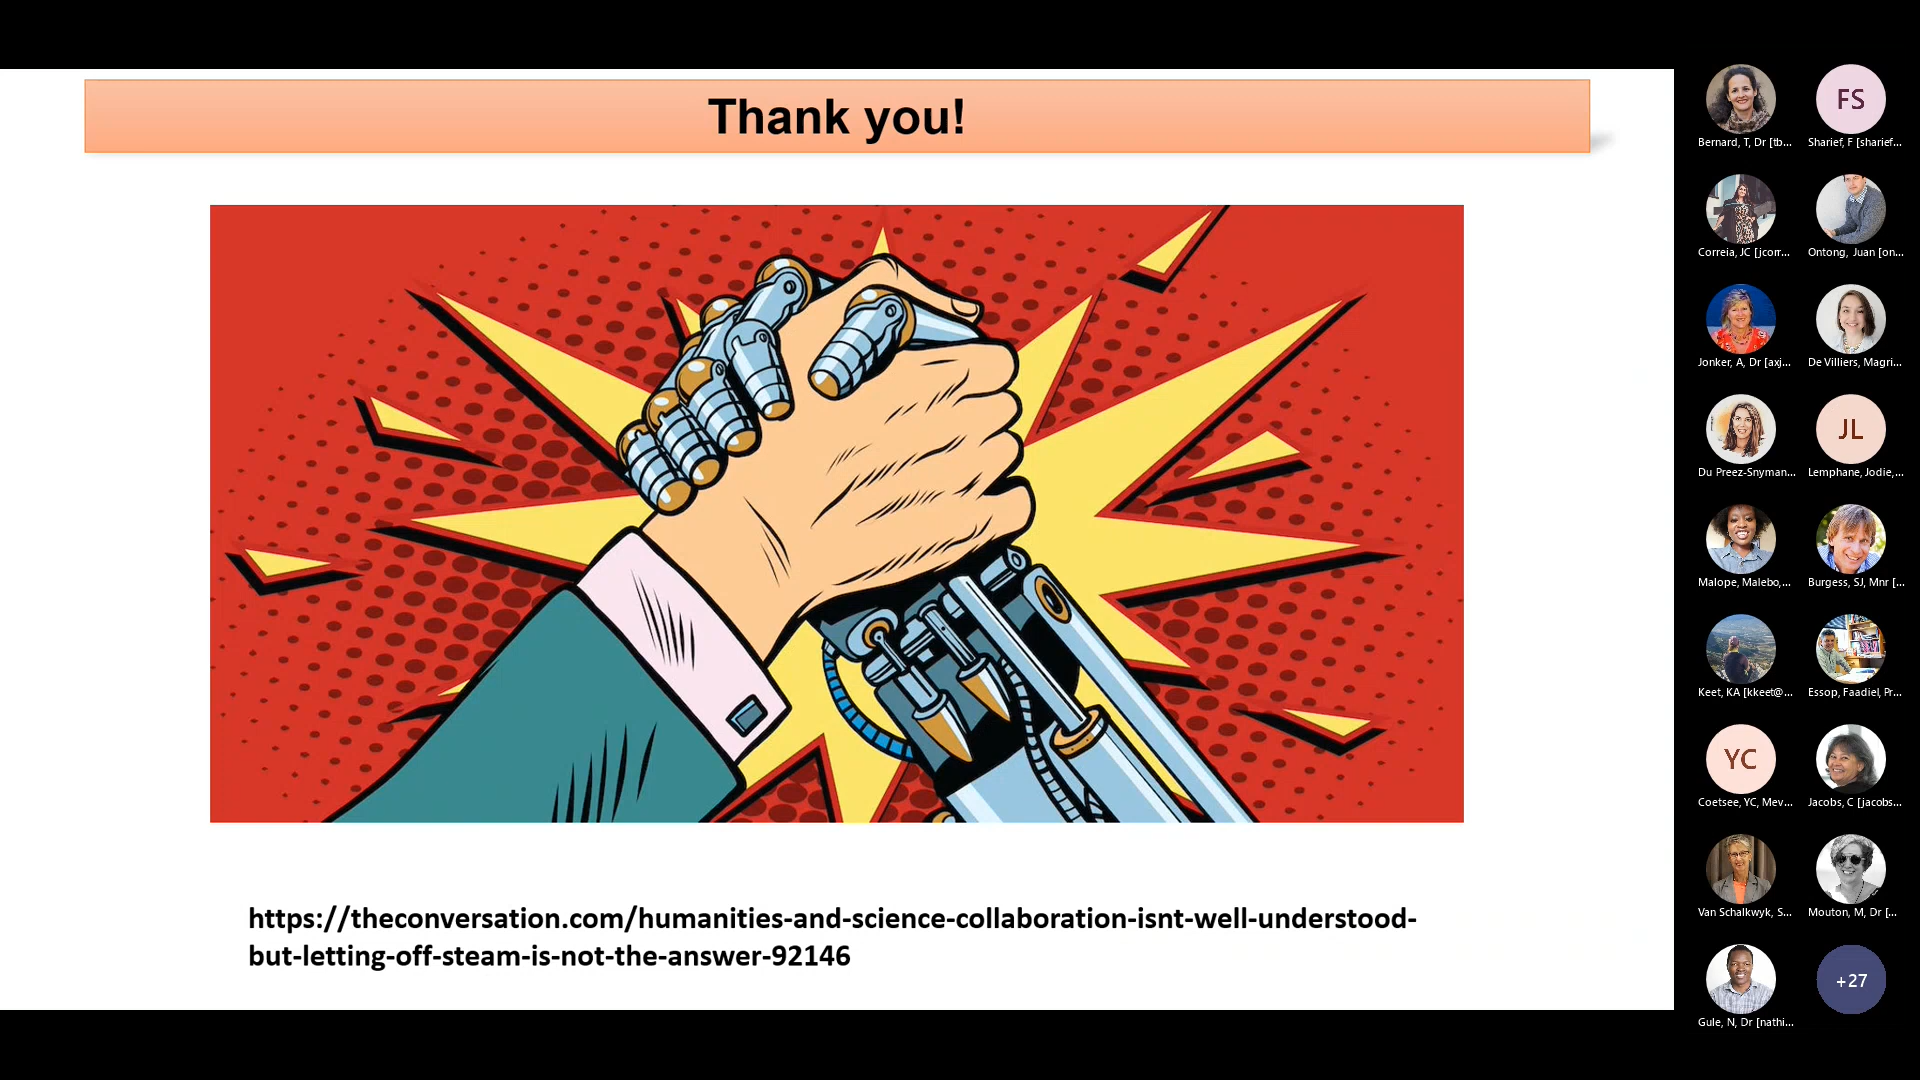 Thank you!
https://theconversation.com/humanities-and-science-collaboration-isnt-well-understood-
but-letting-off-steam-is-not-the-answer-92146
FS
Bernard, T, Dr [tb...
Sharief, F [sharief...
Correia, JC [jcorr...
Ontong, Juan [on...
Jonker, A, Dr [axj...
De Villiers, Magri...
JL
Du Preez-Snyman...
Lemphane, Jodie,...
Malope, Malebo,...
Burgess, SJ, Mnr [...
Keet, KA [kkeet@...
Essop, Faadiel, Pr...
YC
Coetsee, YC, Mev...
Jacobs, C [jacobs...
Van Schalkwyk, S...
Mouton, M, Dr [...
+27
Gule, N, Dr [nathi...